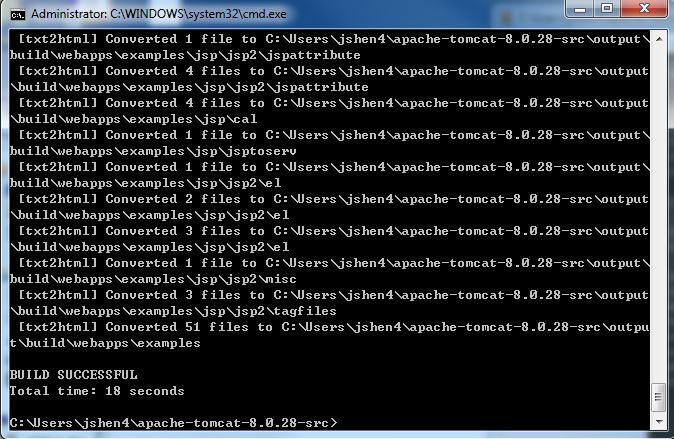 Administrator: C:\WINDOWS\system32\cmd.exe
[txt2html] Converted 1 file to C:\Users\jshen4\apache-tomcat-8.0.28-src\output\
build\webapps\examples\jsp\jsp2\jspattribute
[txt2html] Converted 4 files to C:\Users\jshen4\apache-tomcat-8.0.28-src\output
\build\webapps\examples\jsp\jsp2\jspattribute
[txt2html] Converted 4 files to C:\Users\jshen4\apache-tomcat-8.0.28-src\output
\build\webapps\examples\jsp\cal
[txt2html] Converted 1 file to C:\Users\jshen4\apache-tomcat-8.0.28-src\output\
build\webapps\examples\jsp\jsptoserv
[txt2html] Converted 1 file to C:\Users\jshen4\apache-tomcat-8.0.28-src\output\
build\webapps\examples\jsp\jsp2\el
[txt2html] Converted 2 files to C:\Users\jshen4\apache-tomcat-8.0.28-src\output
\build\webapps\examples\jsp\jsp2\el
[txt2html] Converted 3 files to C:\Users\jshen4\apache-tomcat-8.0.28-src\output
\build\webapps\examples\jsp\jsp2\el
[txt2html] Converted 1 file to C:\Users\jshen4\apache-tomcat-8.0.28-src\output\
build\webapps\examples\jsp\jsp2\misc
[txt2html] Converted 3 files to C:\Users\jshen4\apache-tomcat-8.0.28-src\output
\build\webapps\examples\jsp\jsp2\tagfiles
[txt2html] Converted 51 files to C:\Users\jshen4\apache-tomcat-8.0.28-src\outpu
t\build\webapps\examples
BUILD SUCCESSFUL
Total time: 18 seconds
C:\Users\jshen4\apache-tomcat-8.0.28-src>